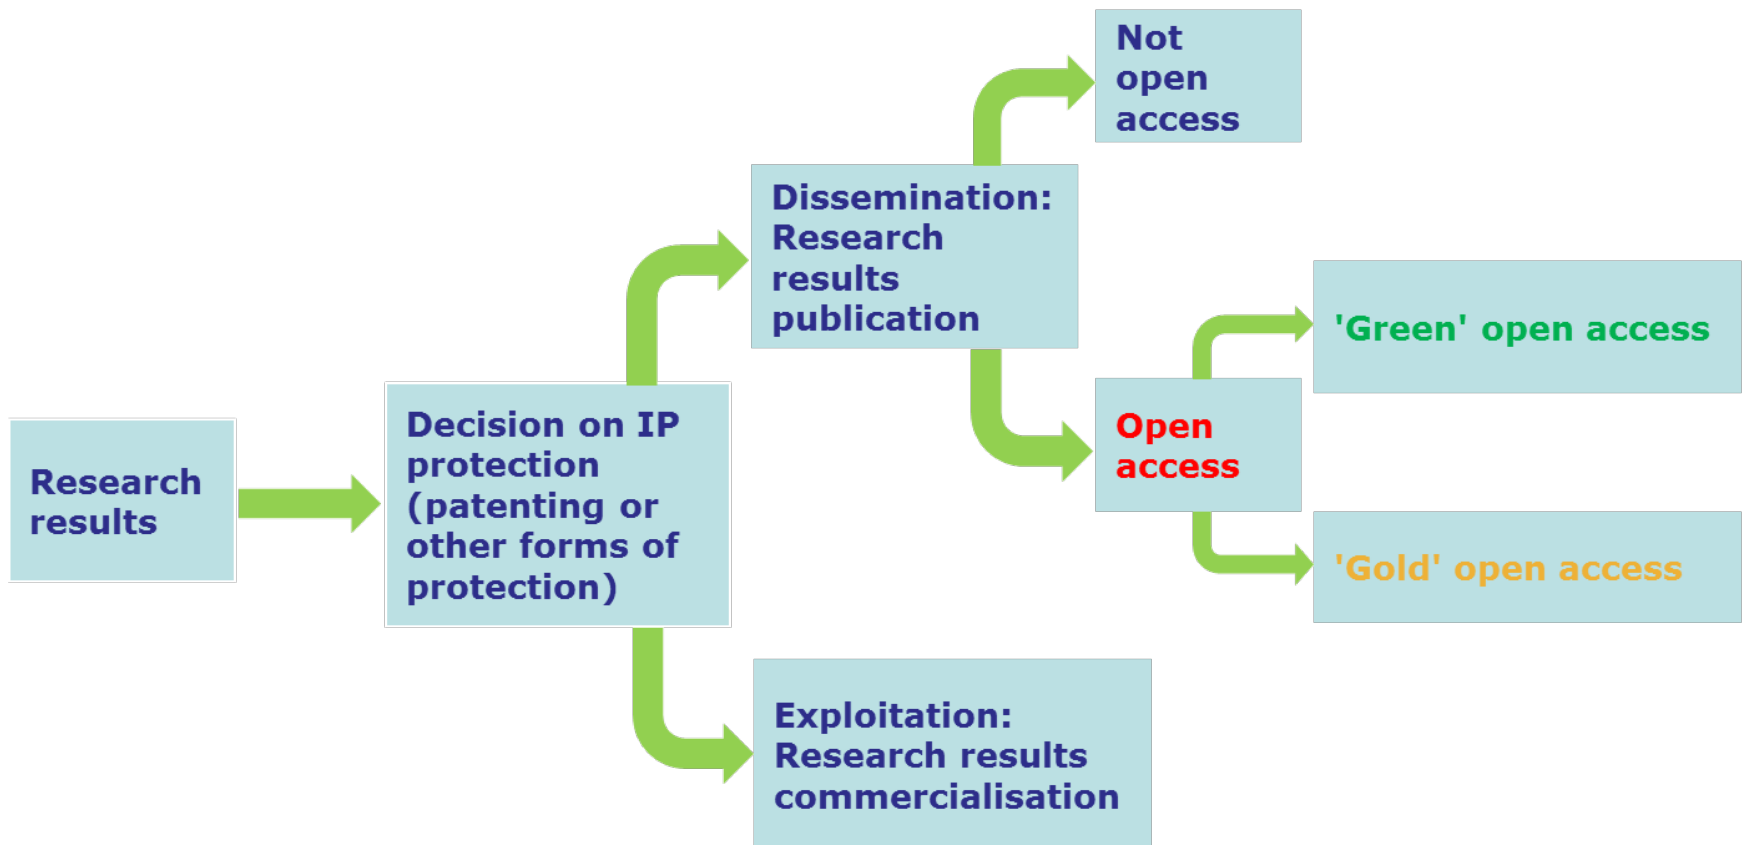 Research
results
Decision on IP
protection
(patenting or
other forms of
protection)
Dissemination:
Research
results
publication
Not
open
access
Open
access
'Green' open access
'Gold' open access
Exploitation:
Research results
commercialisation